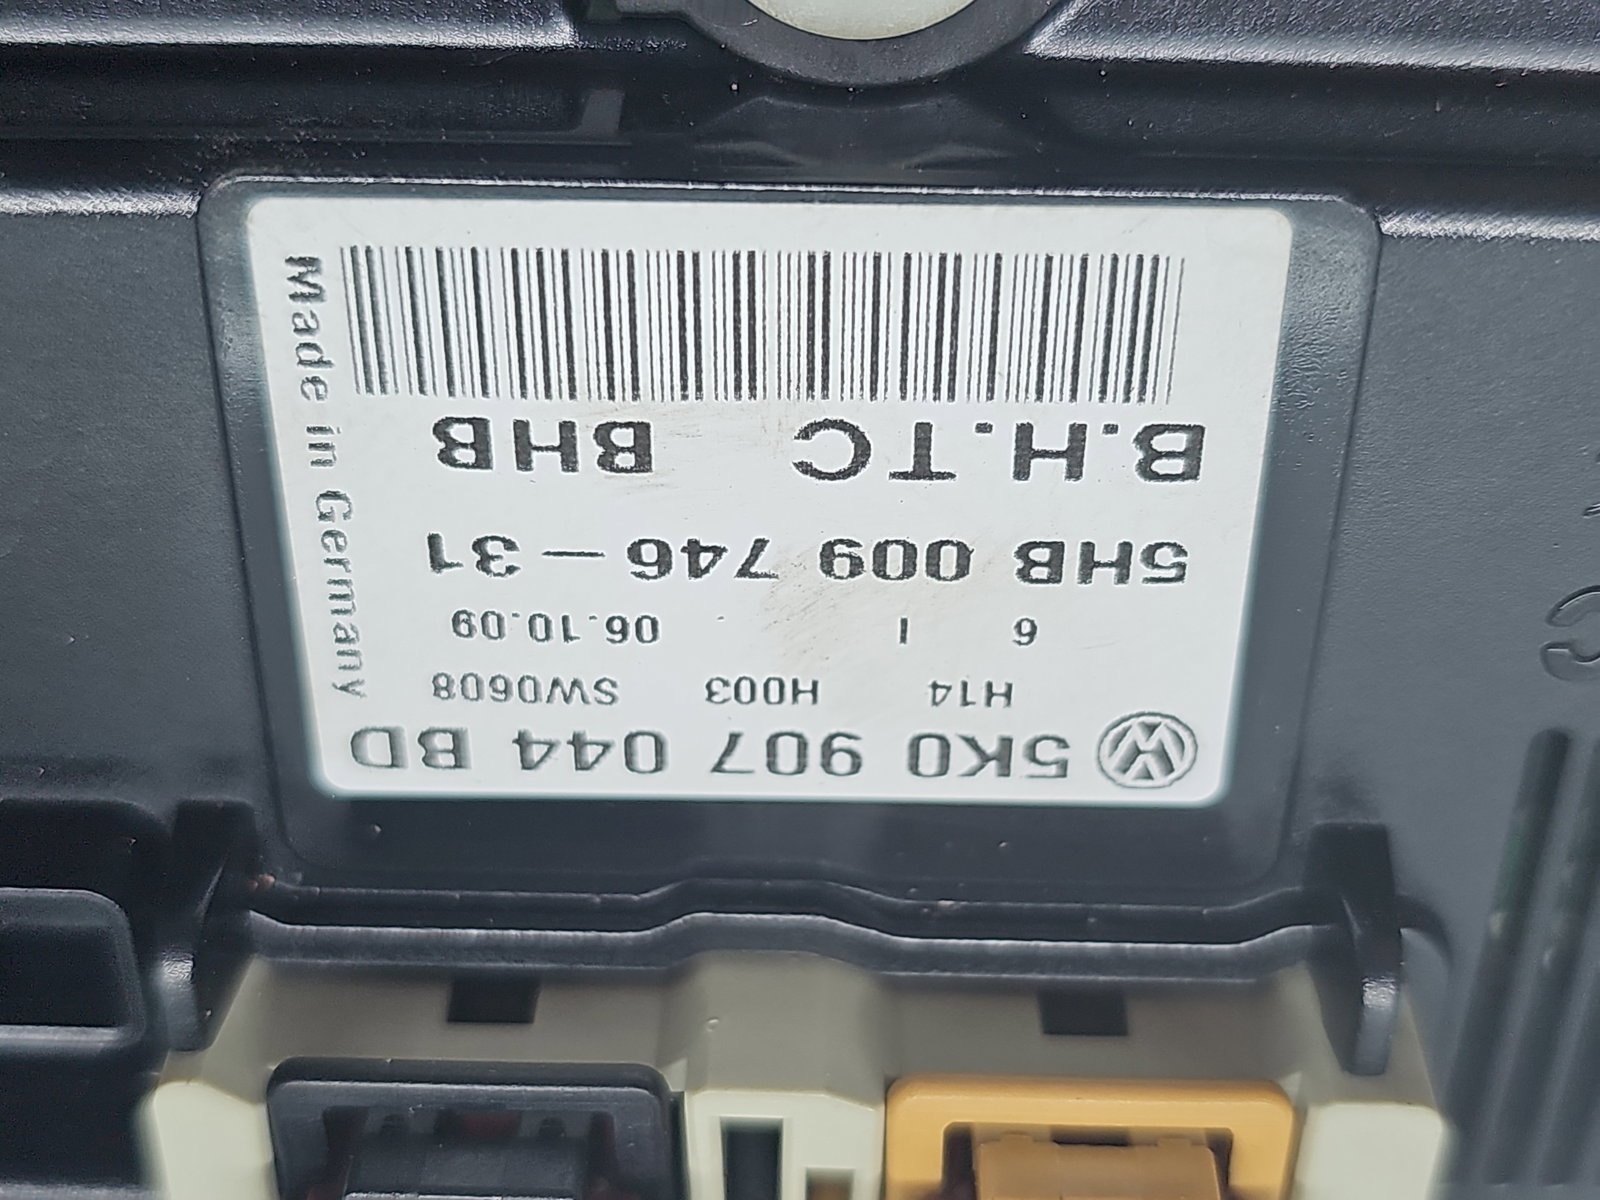 5K0 907 044 BD
H14 H003 SW0608
6 1 06.10.09
5HB 009 746-31
B.H.TC BHB
Made in Germany